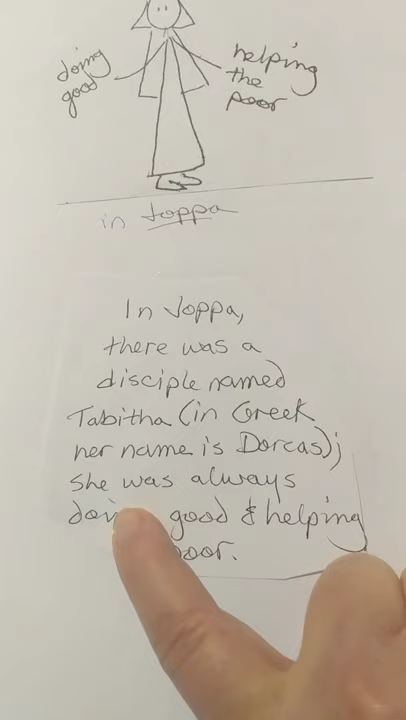 doing
good
helping
the
poor
in Joppa
In Joppa,
there was a
disciple named
Tabitha (in Greek
her name is Dorcas);
she was always
good & helping
poor.